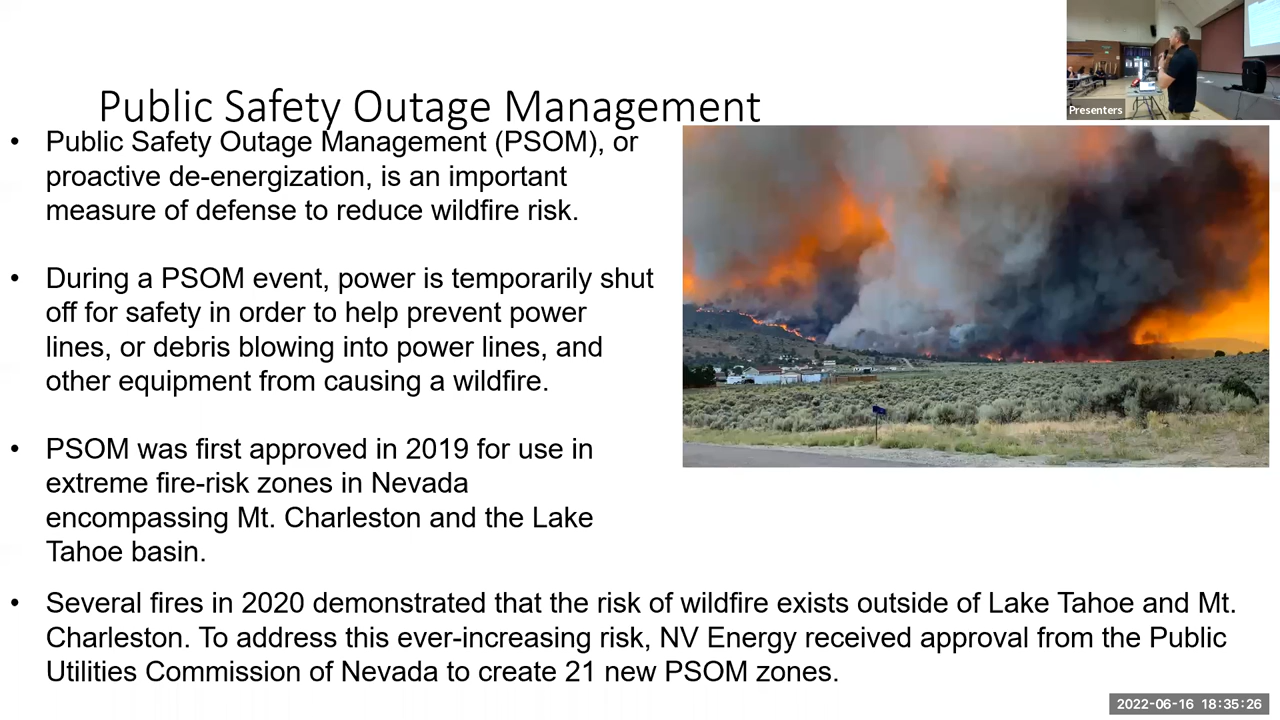 Presenters
Public Safety Outage Management
• Public Safety Outage Management (PSOM), or
proactive de-energization, is an important
measure of defense to reduce wildfire risk.
• During a PSOM event, power is temporarily shut
off for safety in order to help prevent power
lines, or debris blowing into power lines, and
other equipment from causing a wildfire.
• PSOM was first approved in 2019 for use in
extreme fire-risk zones in Nevada
encompassing Mt. Charleston and the Lake
Tahoe basin.
• Several fires in 2020 demonstrated that the risk of wildfire exists outside of Lake Tahoe and Mt.
Charleston. To address this ever-increasing risk, NV Energy received approval from the Public
Utilities Commission of Nevada to create 21 new PSOM zones.
2022-06-16 18:35:26